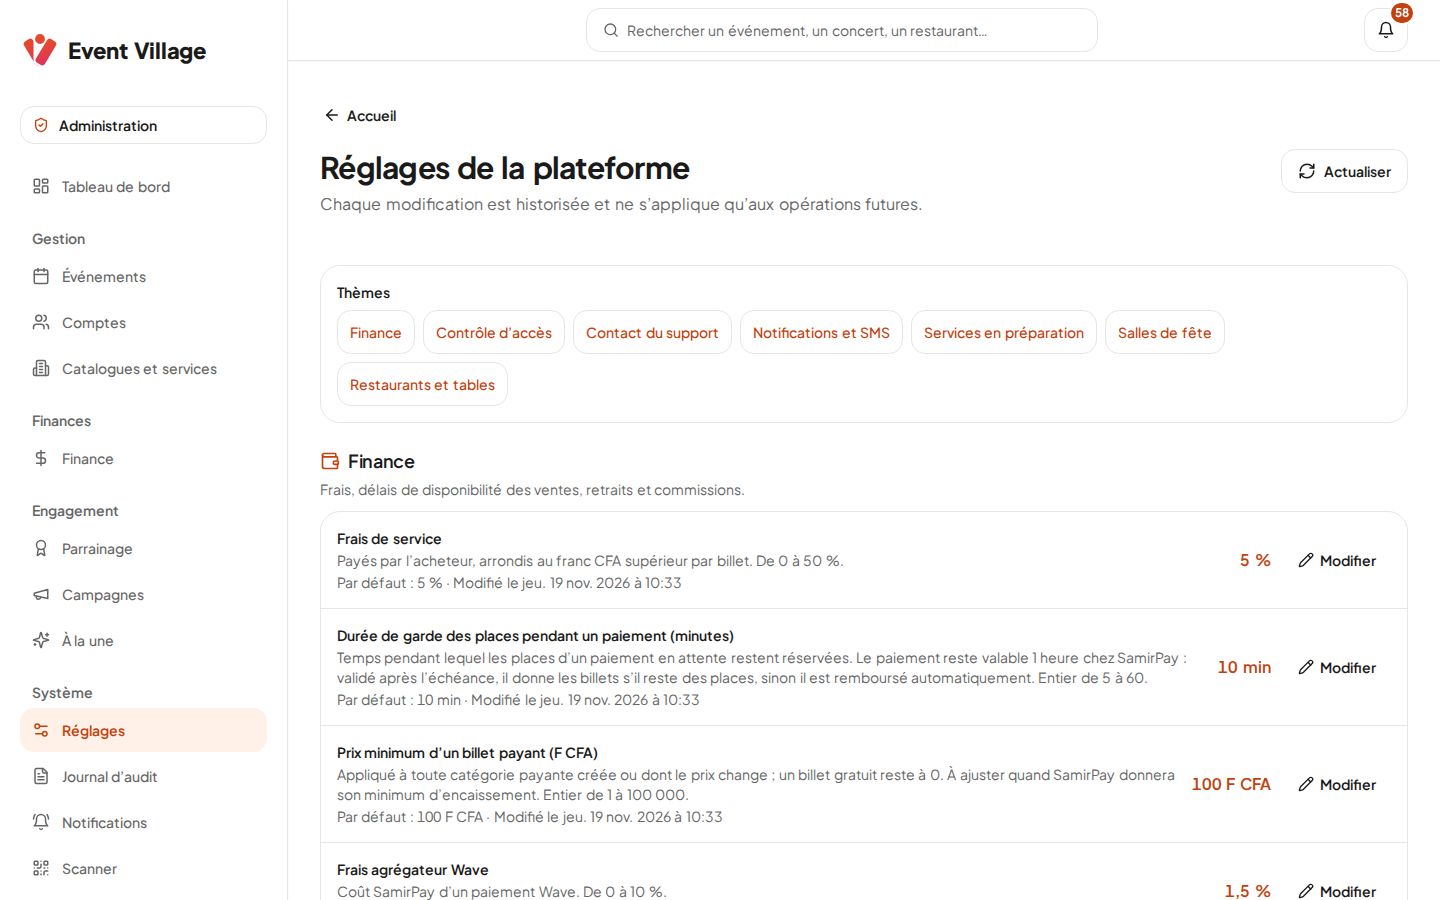 Event Village
Rechercher un événement, un concert, un restaurant…
58
Administration
Tableau de bord
Gestion
Événements
Comptes
Catalogues et services
Finances
Finance
Engagement
Parrainage
Campagnes
À la une
Système
Réglages
Journal d’audit
Notifications
Scanner
Accueil
Réglages de la plateforme
Actualiser
Chaque modification est historisée et ne s’applique qu’aux opérations futures.
Thèmes
Finance
Contrôle d’accès
Contact du support
Notifications et SMS
Services en préparation
Salles de fête
Restaurants et tables
Finance
Frais, délais de disponibilité des ventes, retraits et commissions.
Frais de service
Payés par l’acheteur, arrondis au franc CFA supérieur par billet. De 0 à 50 %.
Par défaut : 5 % · Modifié le jeu. 19 nov. 2026 à 10:33
5 %
Modifier
Durée de garde des places pendant un paiement (minutes)
Temps pendant lequel les places d’un paiement en attente restent réservées. Le paiement reste valable 1 heure chez SamirPay :
validé après l’échéance, il donne les billets s’il reste des places, sinon il est remboursé automatiquement. Entier de 5 à 60.
Par défaut : 10 min · Modifié le jeu. 19 nov. 2026 à 10:33
10 min
Modifier
Prix minimum d’un billet payant (F CFA)
Appliqué à toute catégorie payante créée ou dont le prix change ; un billet gratuit reste à 0. À ajuster quand SamirPay donnera
son minimum d’encaissement. Entier de 1 à 100 000.
Par défaut : 100 F CFA · Modifié le jeu. 19 nov. 2026 à 10:33
100 F CFA
Modifier
Frais agrégateur Wave
Coût SamirPay d’un paiement Wave. De 0 à 10 %.
1,5 %
Modifier